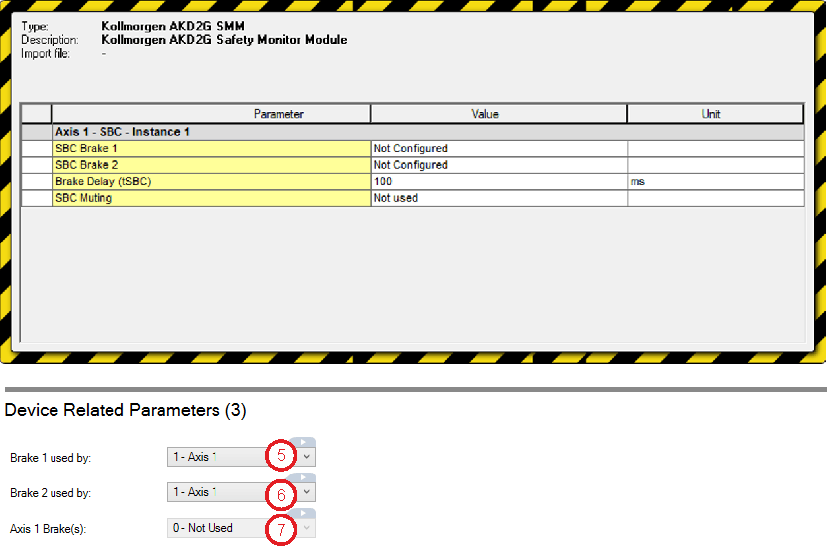 Type: Kollmorgen AKD2G SMM
Description: Kollmorgen AKD2G Safety Monitor Module
Import file: -
Parameter Value Unit
Axis 1 - SBC - Instance 1
SBC Brake 1 Not Configured
SBC Brake 2 Not Configured
Brake Delay (tSBC) 100 ms
SBC Muting Not used
Device Related Parameters (3)
Brake 1 used by: 1 - Axis 1 5
Brake 2 used by: 1 - Axis 1 6
Axis 1 Brake(s): 0 - Not Used 7